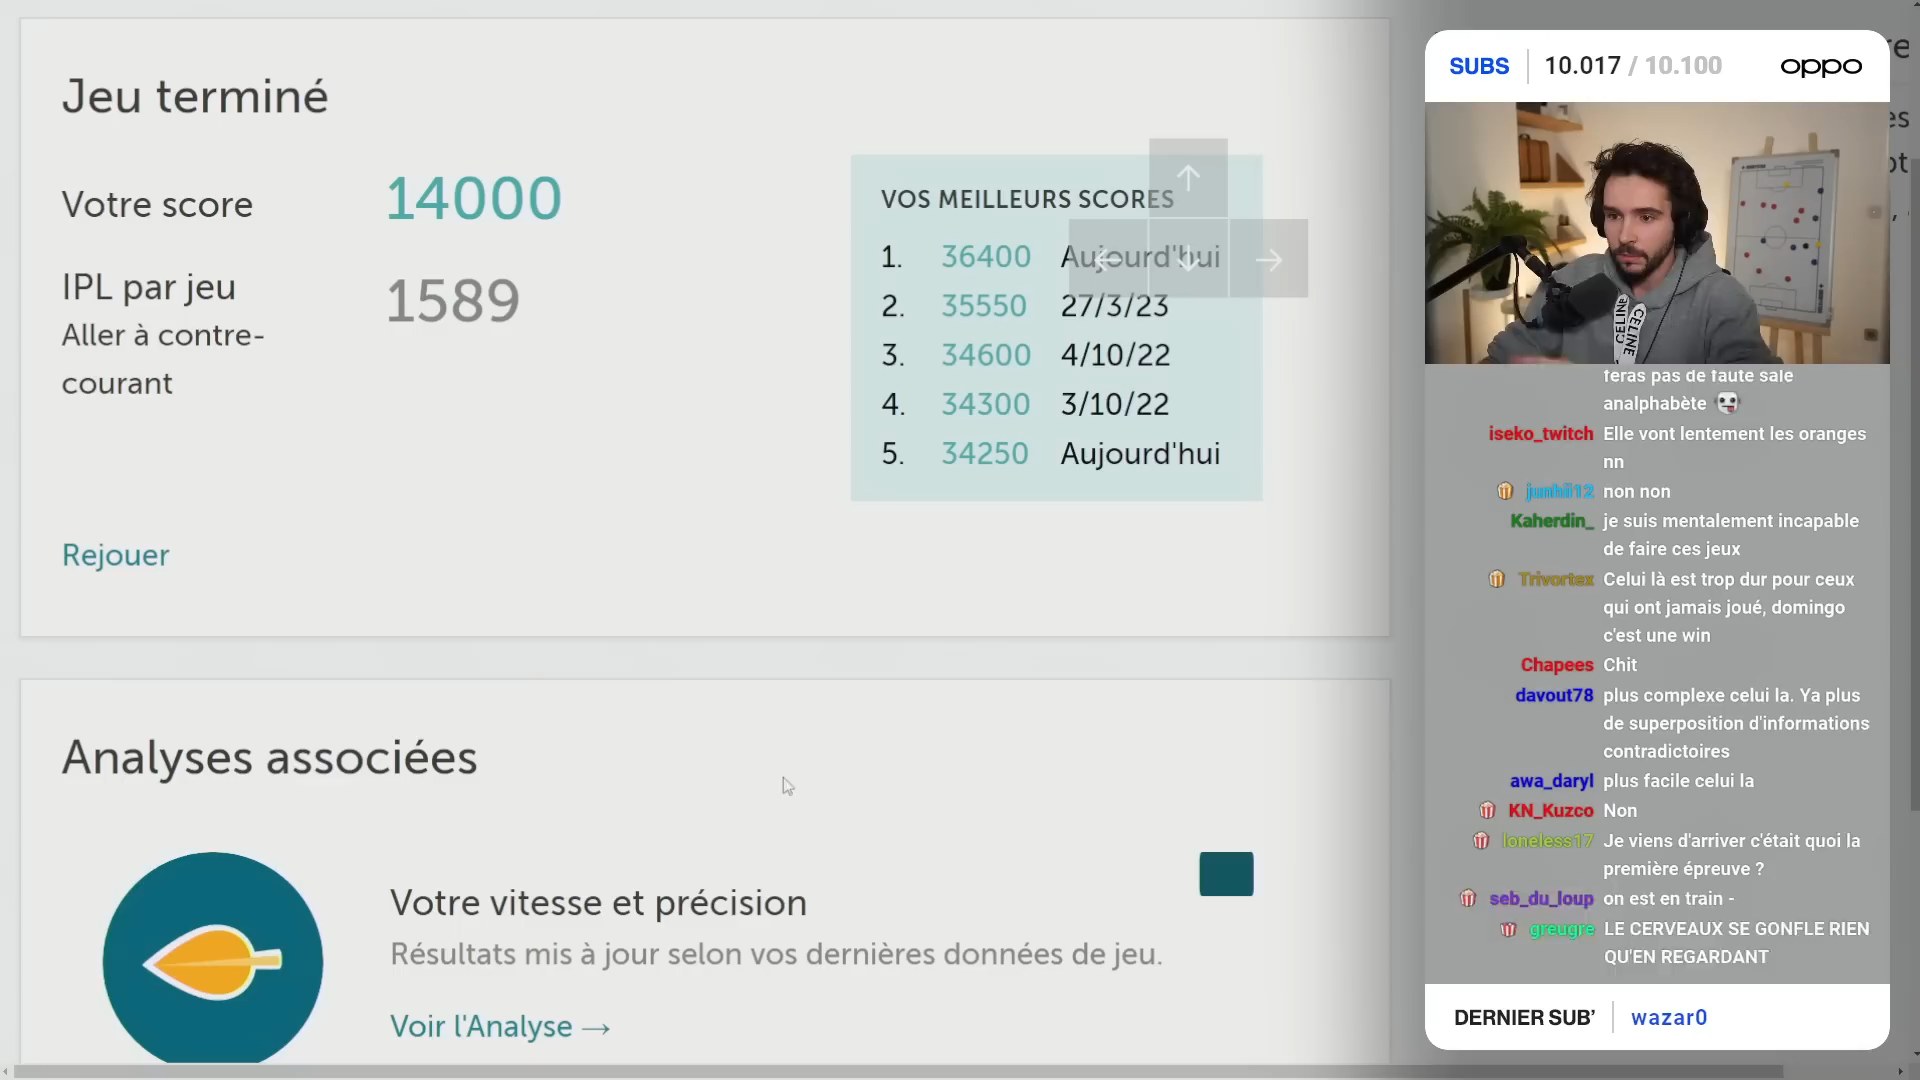 Jeu terminé
Votre score 14000
IPL par jeu 1589
Aller à contre-
courant
VOS MEILLEURS SCORES
1. 36400 Aujourd'hui
2. 35550 27/3/23
3. 34600 4/10/22
4. 34300 3/10/22
5. 34250 Aujourd'hui
Rejouer
Analyses associées
Votre vitesse et précision
Résultats mis à jour selon vos dernières données de jeu.
Voir l'Analyse →
SUBS 10.017 / 10.100 oppo
CELINE
CELINE
feras pas de faute sale
analphabète
iseko_twitch Elle vont lentement les oranges
nn
junhii12 non non
Kaherdin_ je suis mentalement incapable
de faire ces jeux
Trivortex Celui là est trop dur pour ceux
qui ont jamais joué, domingo
c'est une win
Chapees Chit
davout78 plus complexe celui la. Ya plus
de superposition d'informations
contradictoires
awa_daryl plus facile celui la
KN_Kuzco Non
loneless17 Je viens d'arriver c'était quoi la
première épreuve ?
seb_du_loup on est en train -
greugre LE CERVEAUX SE GONFLE RIEN
QU'EN REGARDANT
DERNIER SUB' wazar0